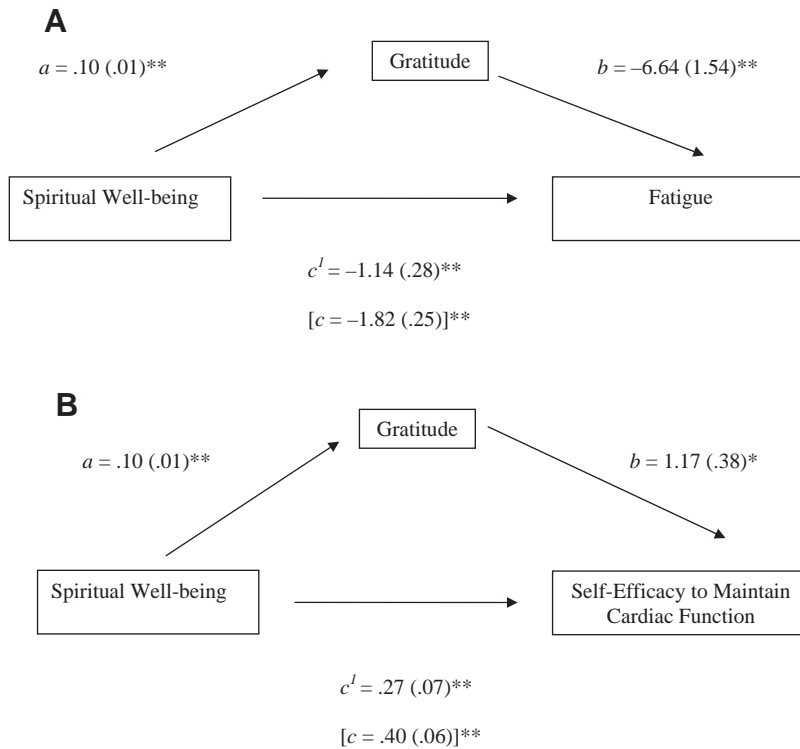 A
a = .10 (.01)**
Gratitude
b = –6.64 (1.54)**
Spiritual Well-being
Fatigue
c¹ = –1.14 (.28)**
[c = –1.82 (.25)]**
B
a = .10 (.01)**
Gratitude
b = 1.17 (.38)*
Spiritual Well-being
Self-Efficacy to Maintain
Cardiac Function
c¹ = .27 (.07)**
[c = .40 (.06)]**